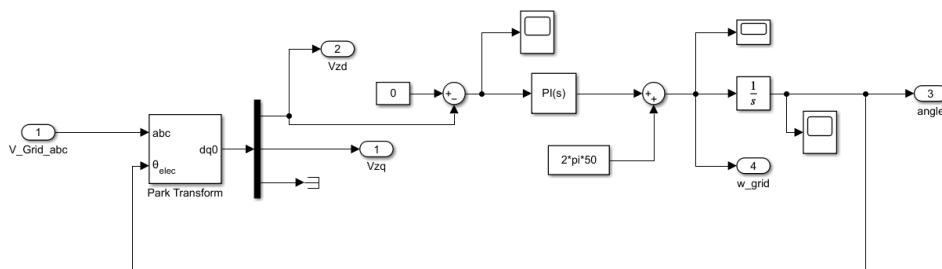 2
Vzd
0
+
−
PI(s)
+
+
1
s
3
angle
1
V_Grid_abc
abc
θelec
dq0
Park Transform
1
Vzq
2*pi*50
4
w_grid